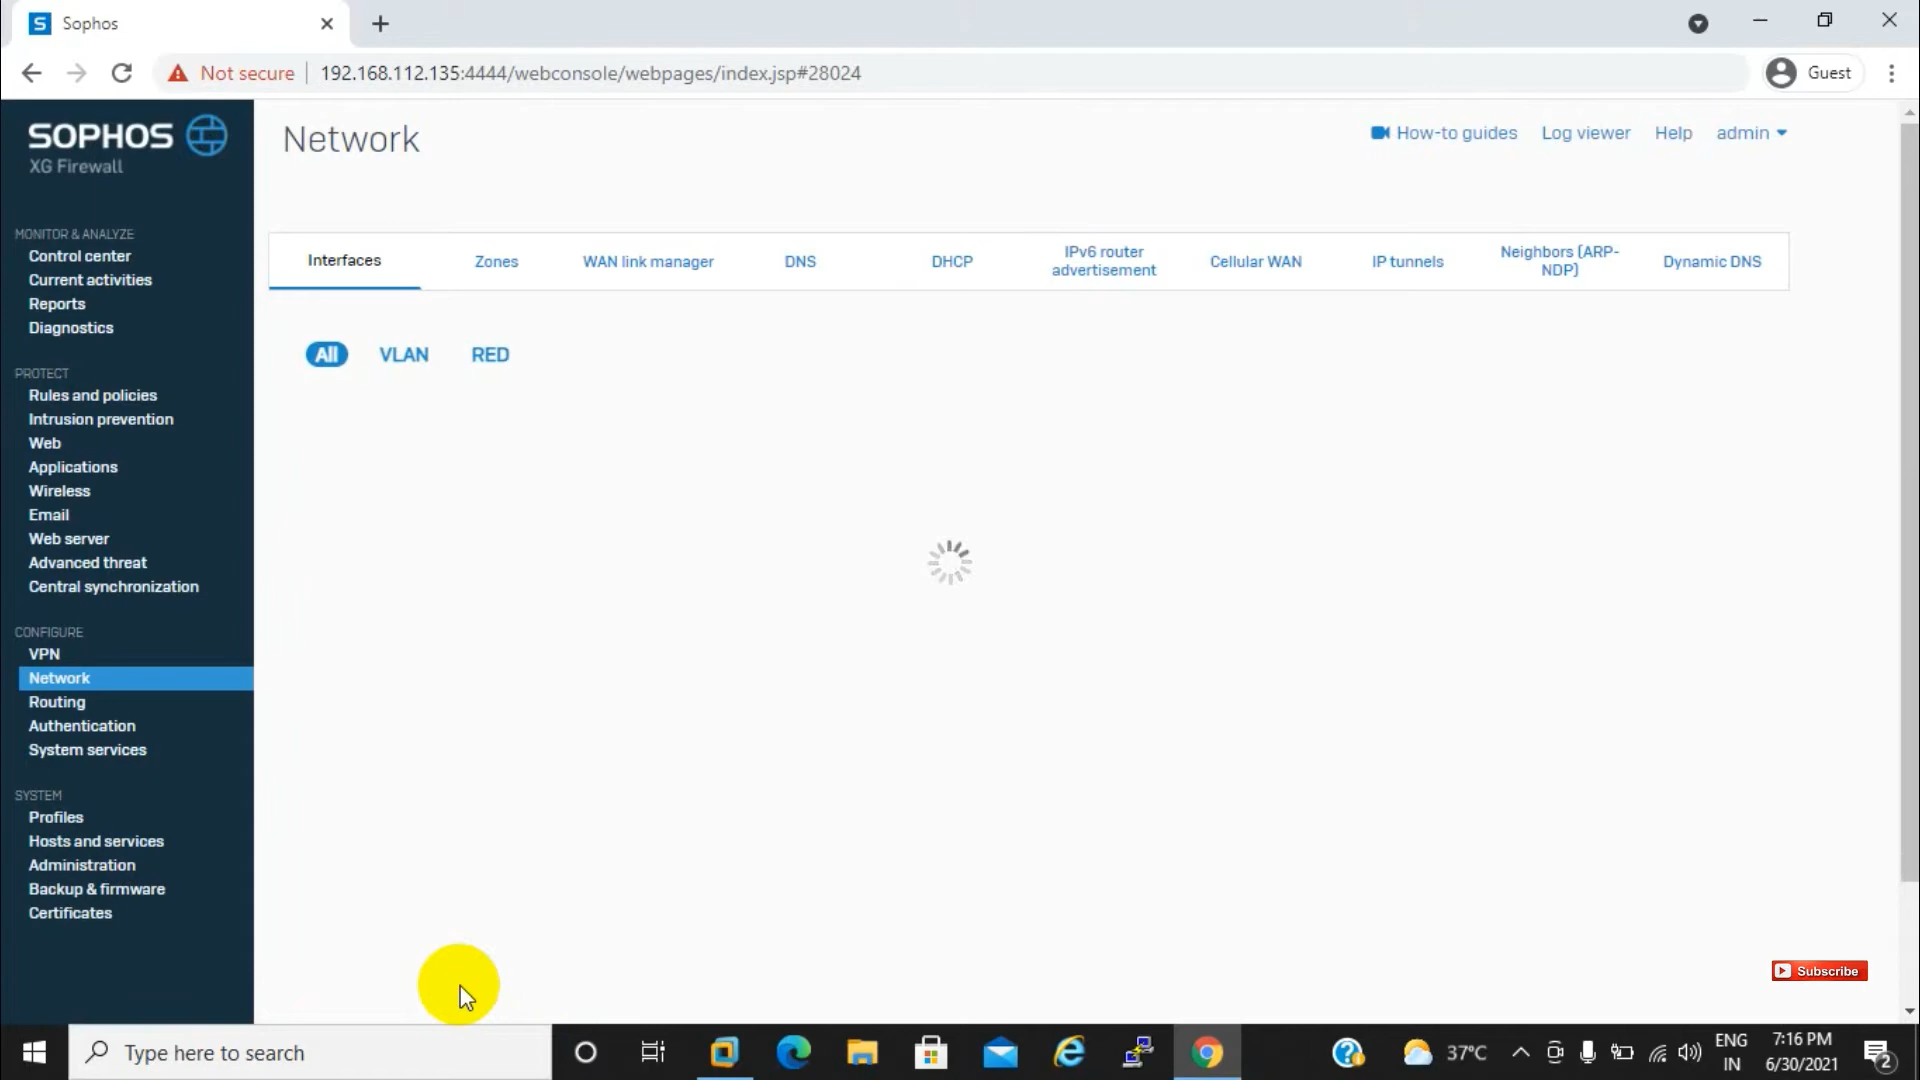 Sophos
Not secure
192.168.112.135:4444/webconsole/webpages/index.jsp#28024
Guest
SOPHOS
XG Firewall
MONITOR & ANALYZE
Control center
Current activities
Reports
Diagnostics
PROTECT
Rules and policies
Intrusion prevention
Web
Applications
Wireless
Email
Web server
Advanced threat
Central synchronization
CONFIGURE
VPN
Network
Routing
Authentication
System services
SYSTEM
Profiles
Hosts and services
Administration
Backup & firmware
Certificates
Network
How-to guides
Log viewer
Help
admin
Interfaces
Zones
WAN link manager
DNS
DHCP
IPv6 router
advertisement
Cellular WAN
IP tunnels
Neighbors (ARP-
NDP)
Dynamic DNS
All
VLAN
RED
Subscribe
Type here to search
37°C
ENG
IN
7:16 PM
6/30/2021
2